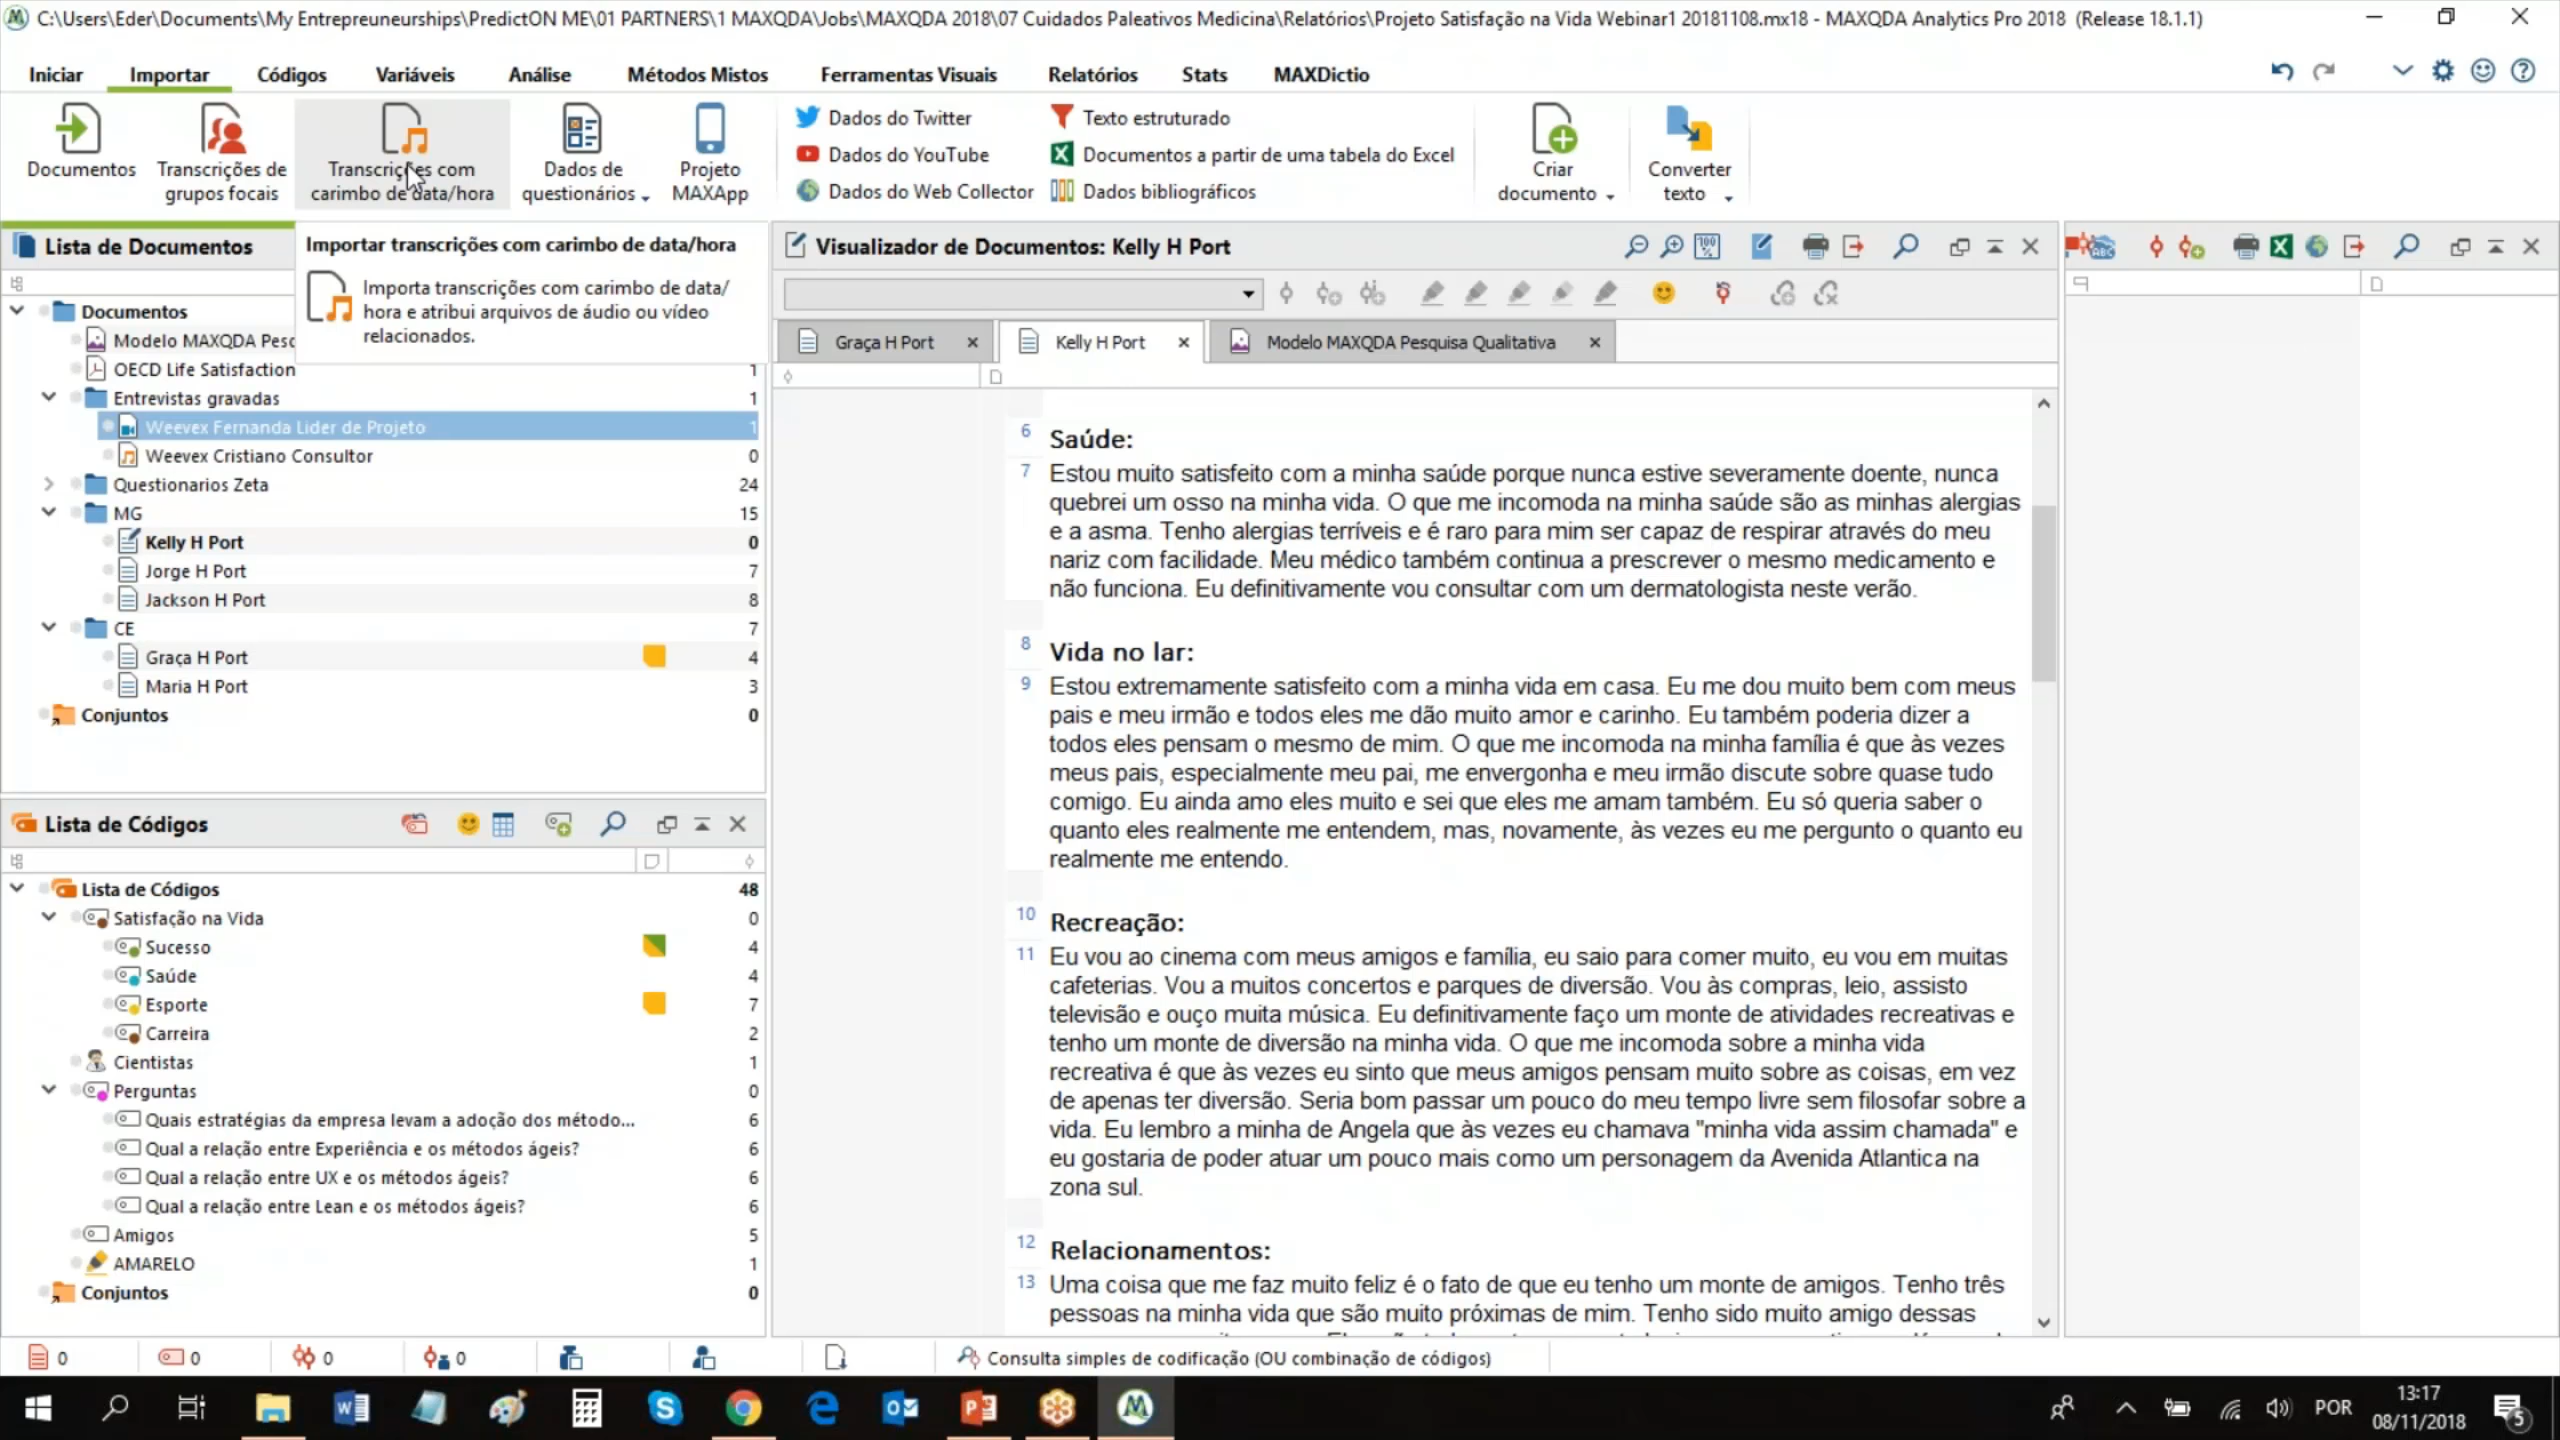 C:\Users\Eder\Documents\My Entrepreuneurships\PredictON ME\01 PARTNERS\1 MAXQDA\Jobs\MAXQDA 2018\07 Cuidados Paleativos Medicina\Relatórios\Projeto Satisfação na Vida Webinar1 20181108.mx18 - MAXQDA Analytics Pro 2018 (Release 18.1.1)
Iniciar Importar Códigos Variáveis Análise Métodos Mistos Ferramentas Visuais Relatórios Stats MAXDictio
Documentos
Transcrições de
grupos focais
Transcrições com
carimbo de data/hora
Dados de
questionários
Projeto
MAXApp
Dados do Twitter
Dados do YouTube
Dados do Web Collector
Texto estruturado
Documentos a partir de uma tabela do Excel
Dados bibliográficos
Criar
documento
Converter
texto
Lista de Documentos
Importar transcrições com carimbo de data/hora
Importa transcrições com carimbo de data/
hora e atribui arquivos de áudio ou vídeo
relacionados.
Documentos
Modelo MAXQDA Pesq
OECD Life Satisfaction 1
Entrevistas gravadas 1
Weevex Fernanda Lider de Projeto 1
Weevex Cristiano Consultor 0
Questionarios Zeta 24
MG 15
Kelly H Port 0
Jorge H Port 7
Jackson H Port 8
CE 7
Graça H Port 4
Maria H Port 3
Conjuntos 0
Lista de Códigos
Lista de Códigos 48
Satisfação na Vida 0
Sucesso 4
Saúde 4
Esporte 7
Carreira 2
Cientistas 1
Perguntas 0
Quais estratégias da empresa levam a adoção dos método... 6
Qual a relação entre Experiência e os métodos ágeis? 6
Qual a relação entre UX e os métodos ágeis? 6
Qual a relação entre Lean e os métodos ágeis? 6
Amigos 5
AMARELO 1
Conjuntos 0
Visualizador de Documentos: Kelly H Port
100%
Graça H Port
Kelly H Port
Modelo MAXQDA Pesquisa Qualitativa
6 Saúde:
7 Estou muito satisfeito com a minha saúde porque nunca estive severamente doente, nunca
quebrei um osso na minha vida. O que me incomoda na minha saúde são as minhas alergias
e a asma. Tenho alergias terríveis e é raro para mim ser capaz de respirar através do meu
nariz com facilidade. Meu médico também continua a prescrever o mesmo medicamento e
não funciona. Eu definitivamente vou consultar com um dermatologista neste verão.
8 Vida no lar:
9 Estou extremamente satisfeito com a minha vida em casa. Eu me dou muito bem com meus
pais e meu irmão e todos eles me dão muito amor e carinho. Eu também poderia dizer a
todos eles pensam o mesmo de mim. O que me incomoda na minha família é que às vezes
meus pais, especialmente meu pai, me envergonha e meu irmão discute sobre quase tudo
comigo. Eu ainda amo eles muito e sei que eles me amam também. Eu só queria saber o
quanto eles realmente me entendem, mas, novamente, às vezes eu me pergunto o quanto eu
realmente me entendo.
10 Recreação:
11 Eu vou ao cinema com meus amigos e família, eu saio para comer muito, eu vou em muitas
cafeterias. Vou a muitos concertos e parques de diversão. Vou às compras, leio, assisto
televisão e ouço muita música. Eu definitivamente faço um monte de atividades recreativas e
tenho um monte de diversão na minha vida. O que me incomoda sobre a minha vida
recreativa é que às vezes eu sinto que meus amigos pensam muito sobre as coisas, em vez
de apenas ter diversão. Seria bom passar um pouco do meu tempo livre sem filosofar sobre a
vida. Eu lembro a minha de Angela que às vezes eu chamava "minha vida assim chamada" e
eu gostaria de poder atuar um pouco mais como um personagem da Avenida Atlantica na
zona sul.
12 Relacionamentos:
13 Uma coisa que me faz muito feliz é o fato de que eu tenho um monte de amigos. Tenho três
pessoas na minha vida que são muito próximas de mim. Tenho sido muito amigo dessas
0 0 0 0 Consulta simples de codificação (OU combinação de códigos)
POR
13:17
08/11/2018
5